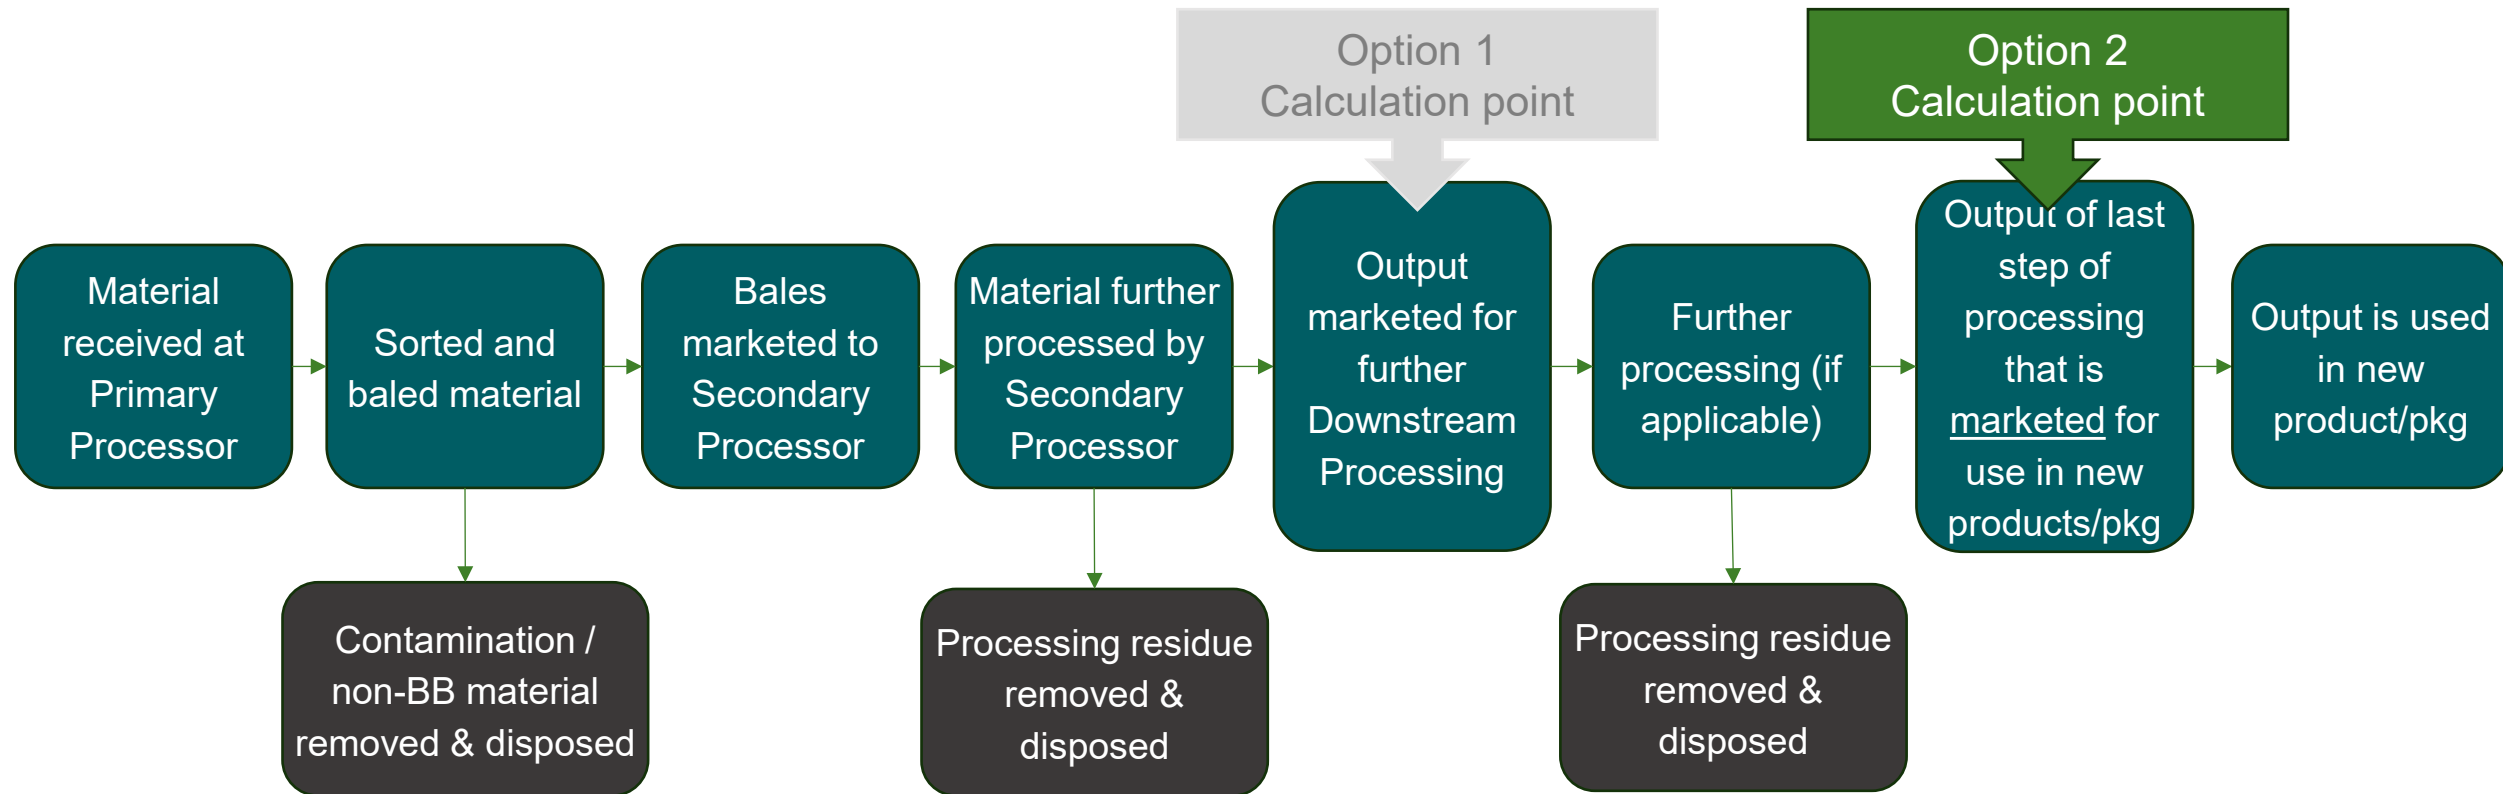 Option 1
Calculation point
Option 2
Calculation point
Material
received at
Primary
Processor
Sorted and
baled material
Bales
marketed to
Secondary
Processor
Material further
processed by
Secondary
Processor
Output
marketed for
further
Downstream
Processing
Further
processing (if
applicable)
Output of last
step of
processing
that is
marketed for
use in new
products/pkg
Output is used
in new
product/pkg
Contamination /
non-BB material
removed & disposed
Processing residue
removed &
disposed
Processing residue
removed &
disposed